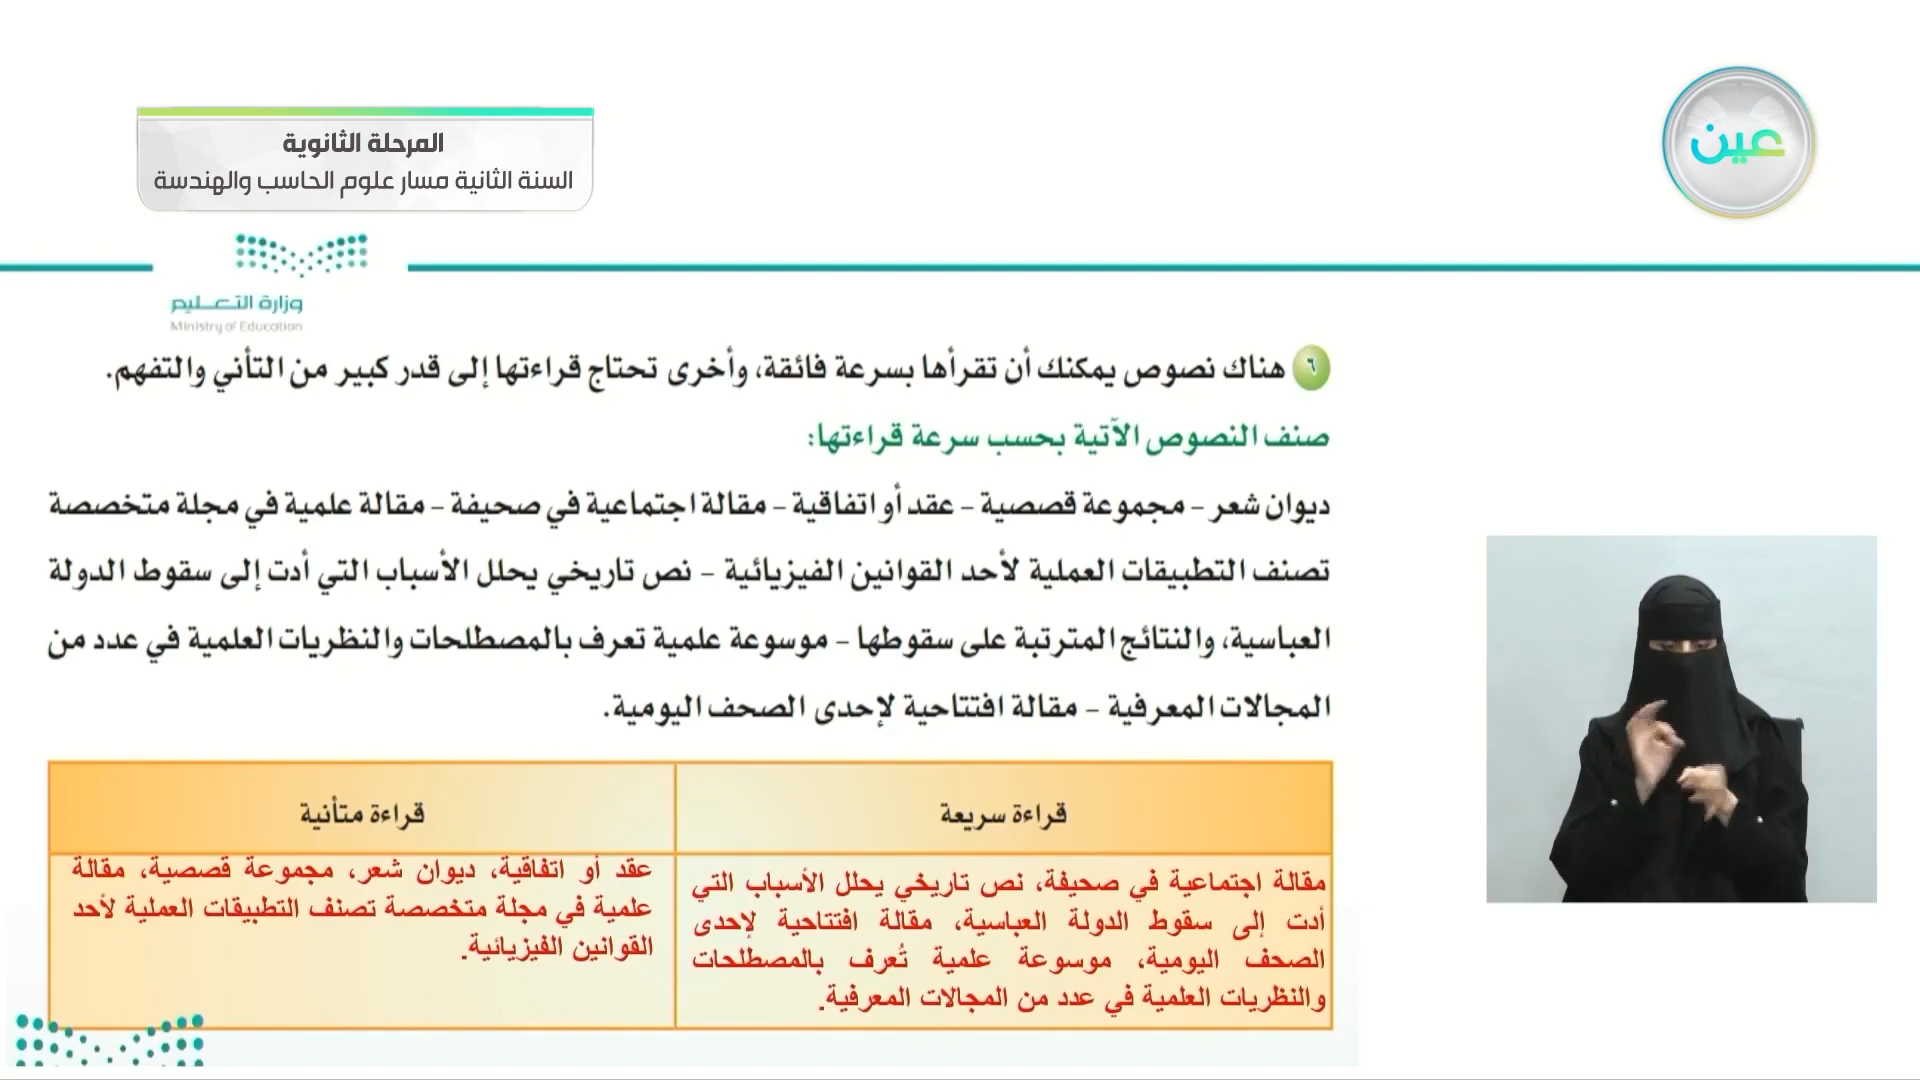 المرحلة الثانوية
السنة الثانية مسار علوم الحاسب والهندسة
عين
وزارة التعليم
Ministry of Education
٦ هناك نصوص يمكنك أن تقرأها بسرعة فائقة، وأخرى تحتاج قراءتها إلى قدر كبير من التأني والتفهم.
صنف النصوص الآتية بحسب سرعة قراءتها:
ديوان شعر – مجموعة قصصية – عقد أو اتفاقية – مقالة اجتماعية في صحيفة – مقالة علمية في مجلة متخصصة
تصنف التطبيقات العملية لأحد القوانين الفيزيائية – نص تاريخي يحلل الأسباب التي أدت إلى سقوط الدولة
العباسية، والنتائج المترتبة على سقوطها – موسوعة علمية تعرف بالمصطلحات والنظريات العلمية في عدد من
المجالات المعرفية – مقالة افتتاحية لإحدى الصحف اليومية.
قراءة سريعة
مقالة اجتماعية في صحيفة، نص تاريخي يحلل الأسباب التي
أدت إلى سقوط الدولة العباسية، مقالة افتتاحية لإحدى
الصحف اليومية، موسوعة علمية تُعرف بالمصطلحات
والنظريات العلمية في عدد من المجالات المعرفية.
قراءة متأنية
عقد أو اتفاقية، ديوان شعر، مجموعة قصصية، مقالة
علمية في مجلة متخصصة تصنف التطبيقات العملية لأحد
القوانين الفيزيائية.